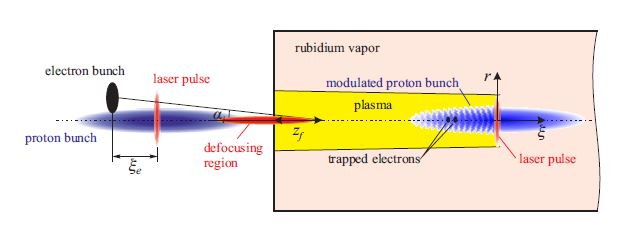 rubidium vapor
electron bunch
laser pulse
modulated proton bunch
r
plasma
α
z_f
ξ
proton bunch
defocusing
region
trapped electrons
laser pulse
ξ_e